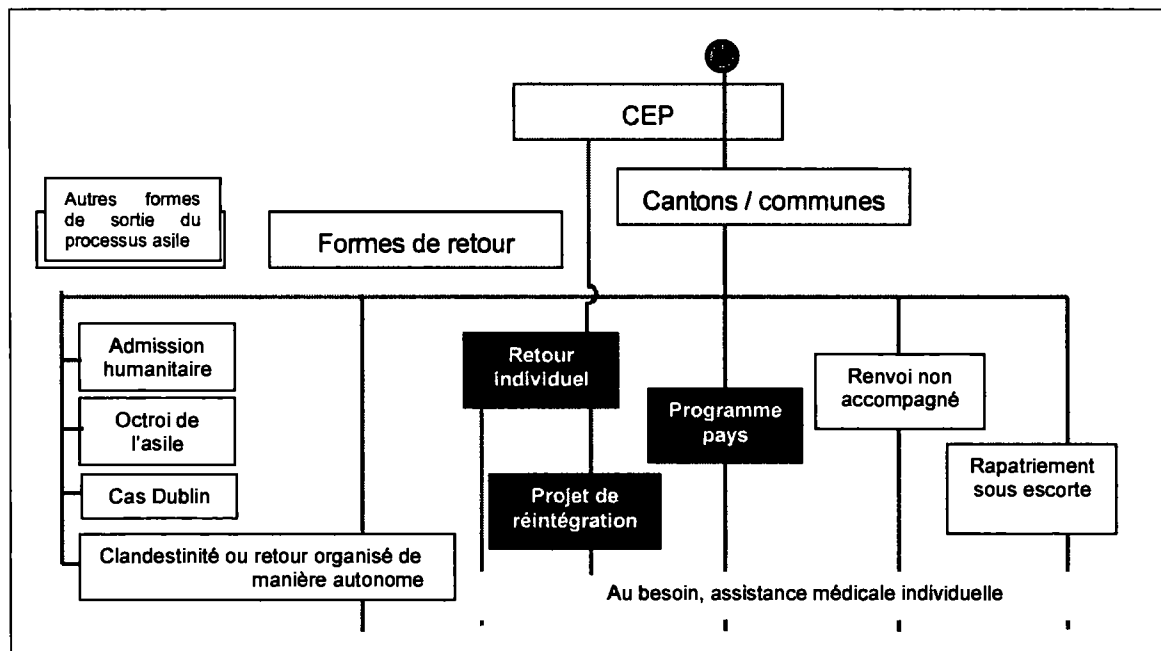 CEP
Cantons / communes
Autres formes
de sortie du
processus asile
Formes de retour
Admission
humanitaire
Octroi de
l'asile
Cas Dublin
Clandestinité ou retour organisé de
manière autonome
Retour
individuel
Projet de
réintégration
Programme
pays
Renvoi non
accompagné
Rapatriement
sous escorte
Au besoin, assistance médicale individuelle